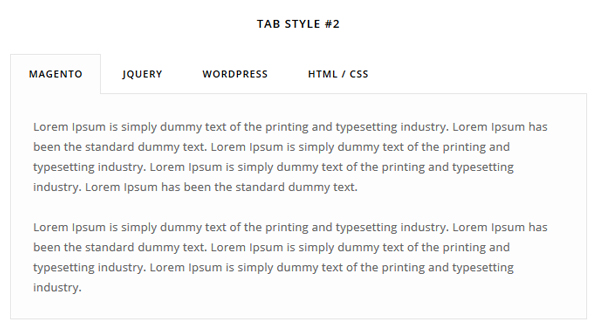 TAB STYLE #2
MAGENTO JQUERY WORDPRESS HTML / CSS
Lorem Ipsum is simply dummy text of the printing and typesetting industry. Lorem Ipsum has
been the standard dummy text. Lorem Ipsum is simply dummy text of the printing and
typesetting industry. Lorem Ipsum is simply dummy text of the printing and typesetting
industry. Lorem Ipsum has been the standard dummy text.
Lorem Ipsum is simply dummy text of the printing and typesetting industry. Lorem Ipsum has
been the standard dummy text. Lorem Ipsum is simply dummy text of the printing and
typesetting industry. Lorem Ipsum is simply dummy text of the printing and typesetting
industry.